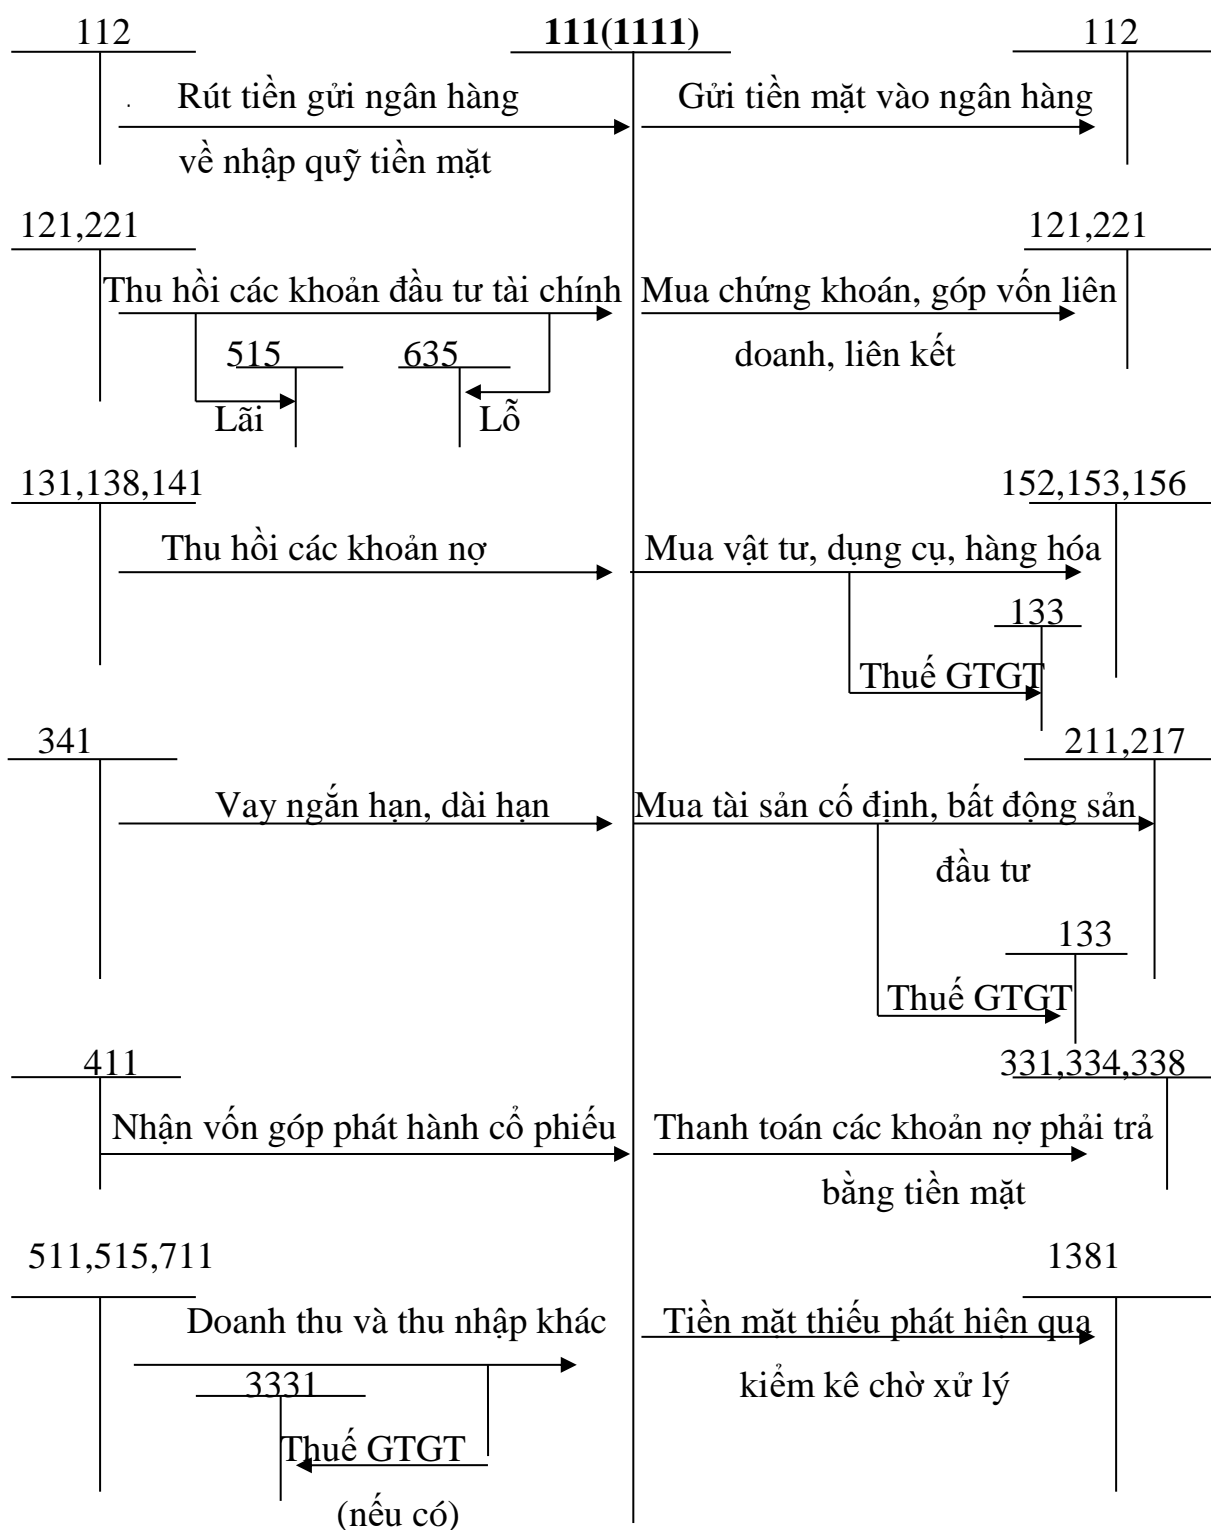 112 111(1111) 112
Rút tiền gửi ngân hàng Gửi tiền mặt vào ngân hàng
về nhập quỹ tiền mặt
121,221 121,221
Thu hồi các khoản đầu tư tài chính Mua chứng khoán, góp vốn liên
515 635 doanh, liên kết
Lãi Lỗ
131,138,141 152,153,156
Thu hồi các khoản nợ Mua vật tư, dụng cụ, hàng hóa
133
Thuế GTGT
341 211,217
Vay ngắn hạn, dài hạn Mua tài sản cố định, bất động sản
đầu tư
133
Thuế GTGT
411 331,334,338
Nhận vốn góp phát hành cổ phiếu Thanh toán các khoản nợ phải trả
bằng tiền mặt
511,515,711 1381
Doanh thu và thu nhập khác Tiền mặt thiếu phát hiện qua
3331 kiểm kê chờ xử lý
Thuế GTGT
(nếu có)